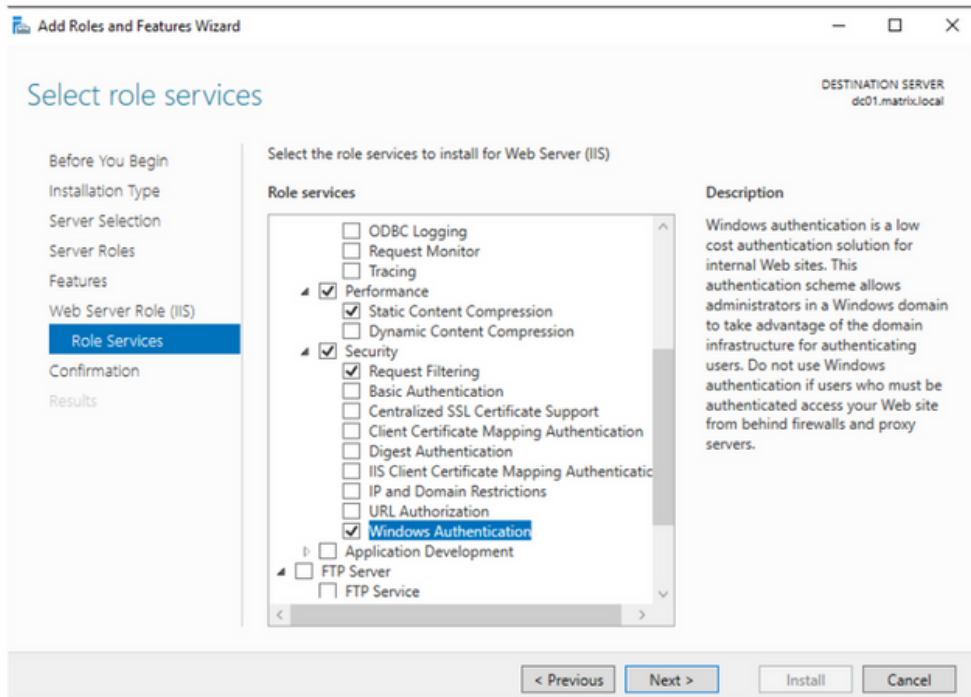 Add Roles and Features Wizard
Select role services
DESTINATION SERVER
dc01.matrix.local
Before You Begin
Installation Type
Server Selection
Server Roles
Features
Web Server Role (IIS)
Role Services
Confirmation
Results
Select the role services to install for Web Server (IIS)
Role services
ODBC Logging
Request Monitor
Tracing
Performance
Static Content Compression
Dynamic Content Compression
Security
Request Filtering
Basic Authentication
Centralized SSL Certificate Support
Client Certificate Mapping Authentication
Digest Authentication
IIS Client Certificate Mapping Authenticatic
IP and Domain Restrictions
URL Authorization
Windows Authentication
Application Development
FTP Server
FTP Service
Description
Windows authentication is a low
cost authentication solution for
internal Web sites. This
authentication scheme allows
administrators in a Windows domain
to take advantage of the domain
infrastructure for authenticating
users. Do not use Windows
authentication if users who must be
authenticated access your Web site
from behind firewalls and proxy
servers.
< Previous
Next >
Install
Cancel